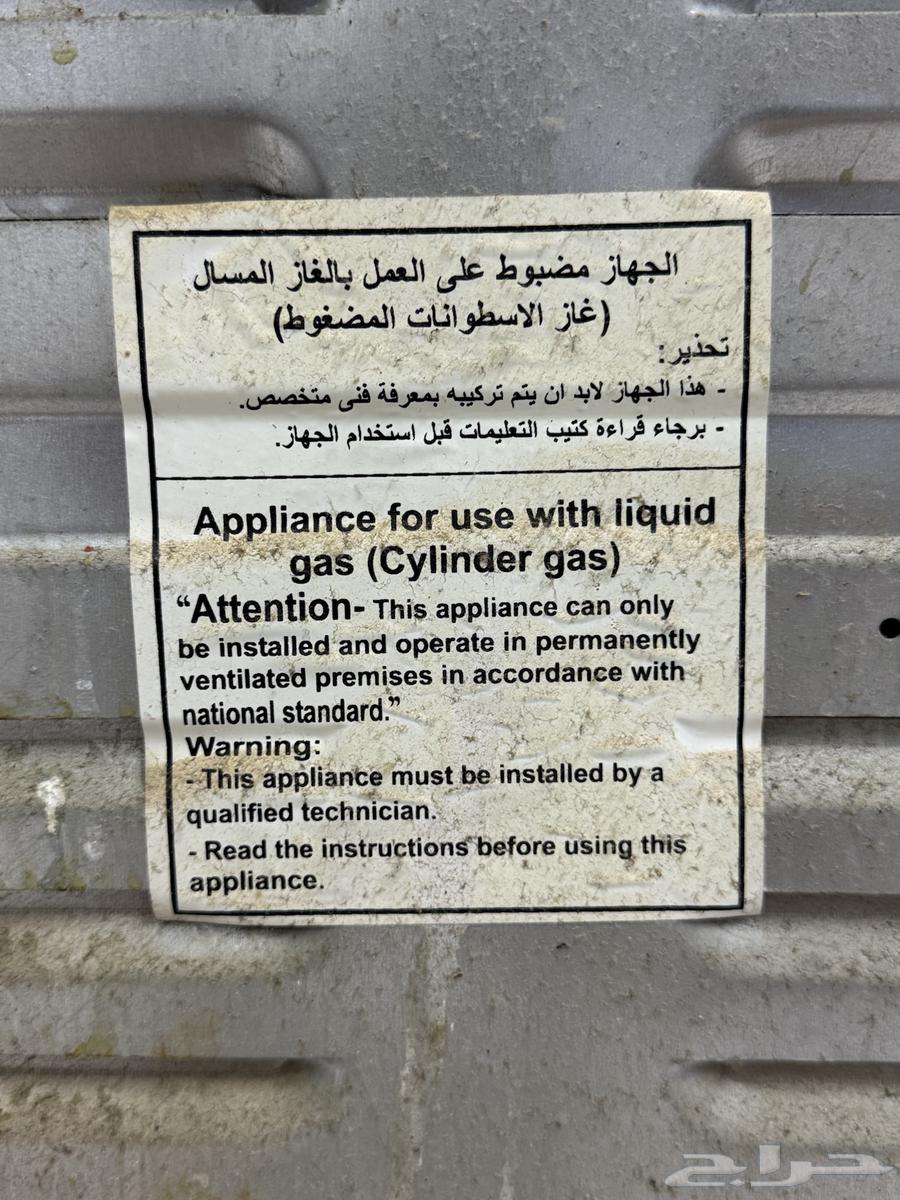 الجهاز مضبوط على العمل بالغاز المسال
(غاز الاسطوانات المضغوط)
تحذير:
- هذا الجهاز لابد ان يتم تركيبه بمعرفة فنى متخصص.
- برجاء قراءة كتيب التعليمات قبل استخدام الجهاز.
Appliance for use with liquid
gas (Cylinder gas)
“Attention- This appliance can only
be installed and operate in permanently
ventilated premises in accordance with
national standard.”
Warning:
- This appliance must be installed by a
qualified technician.
- Read the instructions before using this
appliance.
حراج